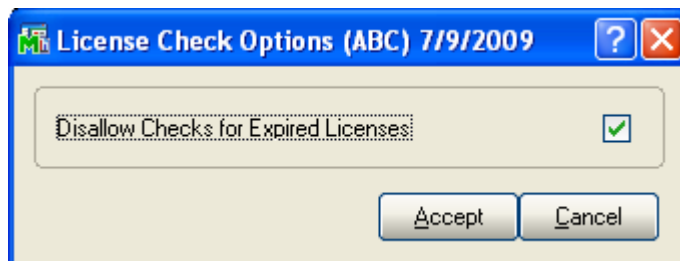 License Check Options (ABC) 7/9/2009
Disallow Checks for Expired Licenses
Accept Cancel